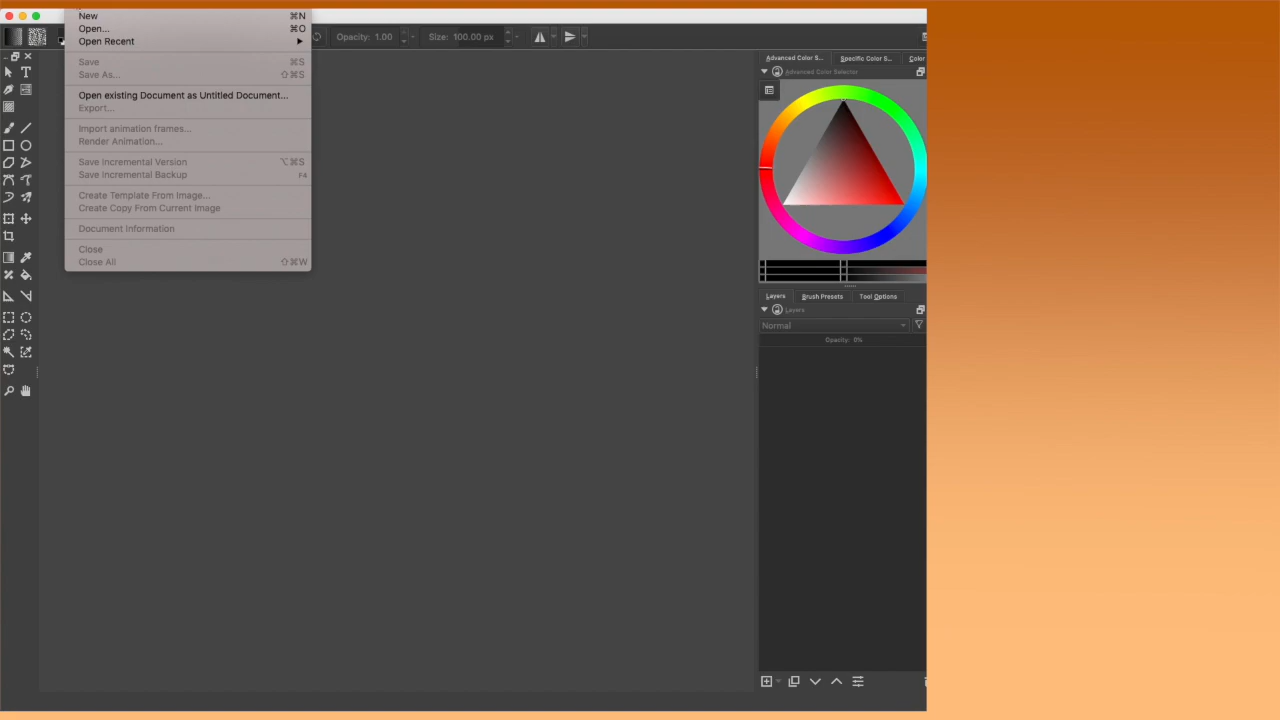 New ⌘N
Open... ⌘O
Open Recent
Save ⌘S
Save As... ⇧⌘S
Open existing Document as Untitled Document...
Export...
Import animation frames...
Render Animation...
Save Incremental Version ⌥⌘S
Save Incremental Backup F4
Create Template From Image...
Create Copy From Current Image
Document Information
Close
Close All ⇧⌘W
Opacity: 1.00
Size: 100.00 px
Advanced Color S... Specific Color S... Color
Advanced Color Selector
Layers Brush Presets Tool Options
Layers
Normal
Opacity: 0%